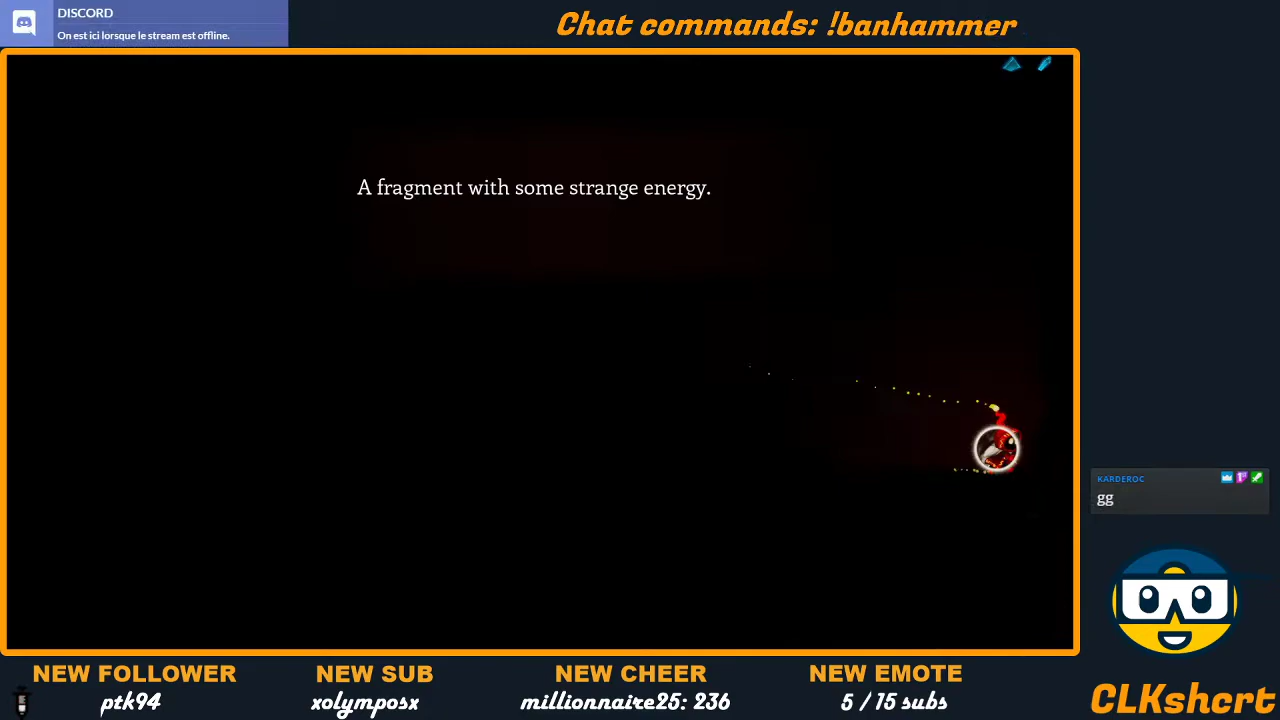 DISCORD
On est ici lorsque le stream est offline.
Chat commands: !banhammer
A fragment with some strange energy.
KARDEROC
gg
NEW FOLLOWER
ptk94
NEW SUB
xolymposx
NEW CHEER
millionnaire25: 236
NEW EMOTE
5 / 15 subs
CLKshcrt